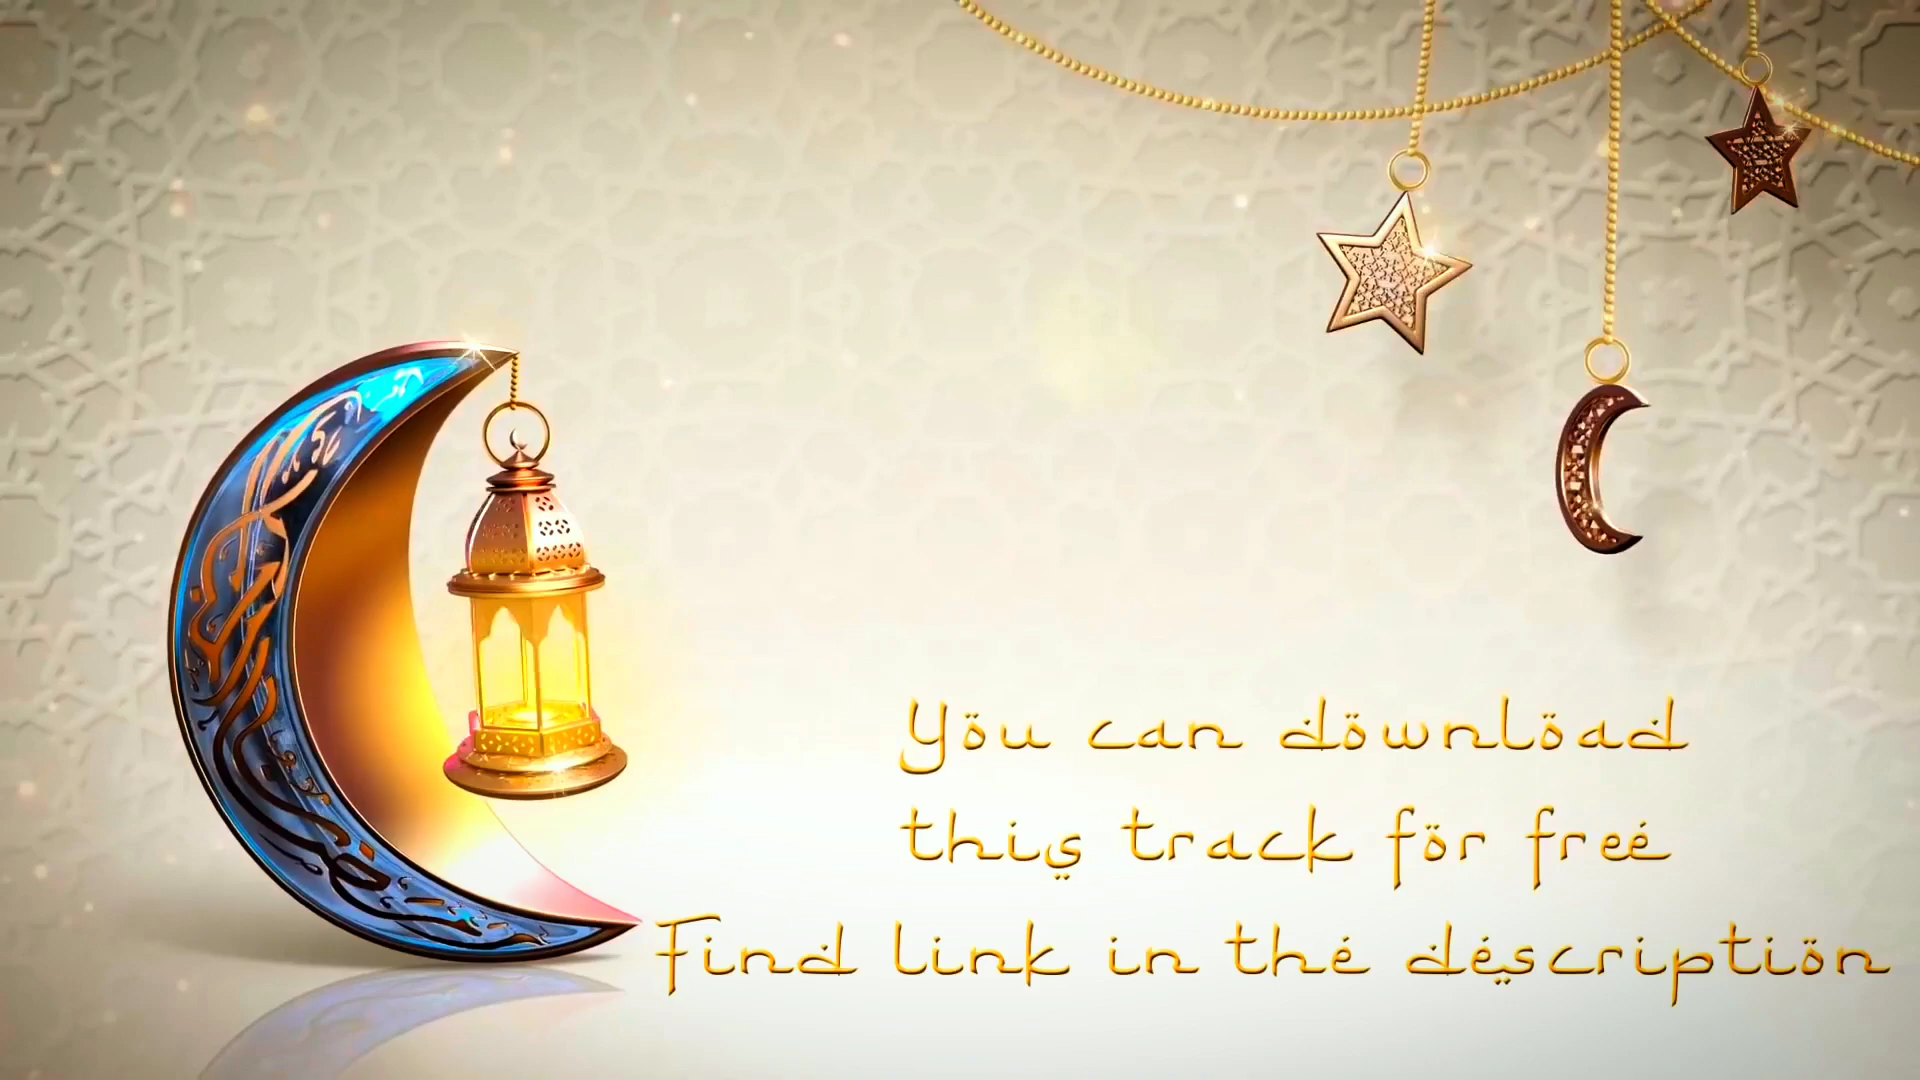 You can download
this track for free
Find link in the description